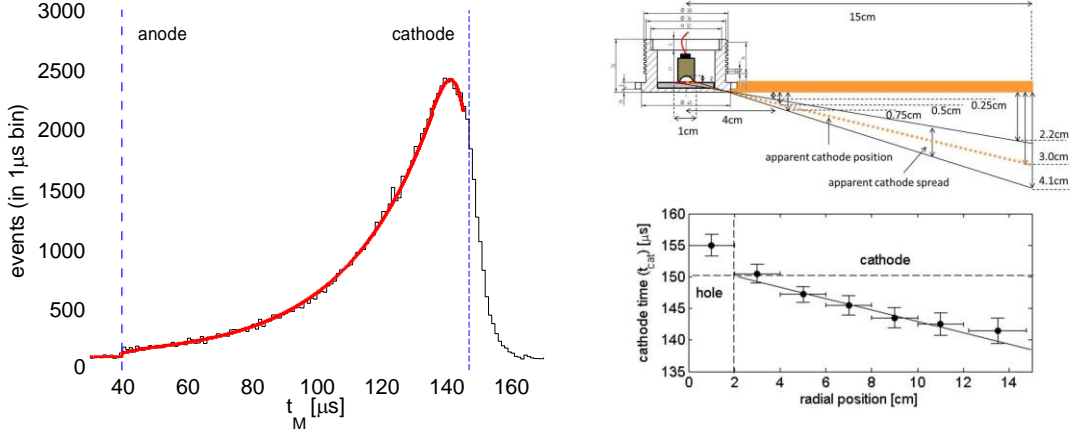 3000
2500
2000
1500
1000
500
0
events (in 1μs bin)
anode
cathode
40
60
80
100
120
140
160
t_M [μs]
15cm
1cm
4cm
0.75cm
0.5cm
0.25cm
2.2cm
3.0cm
4.1cm
apparent cathode position
apparent cathode spread
160
155
150
145
140
135
cathode time (t_cat) [μs]
cathode
hole
0
2
4
6
8
10
12
14
radial position [cm]